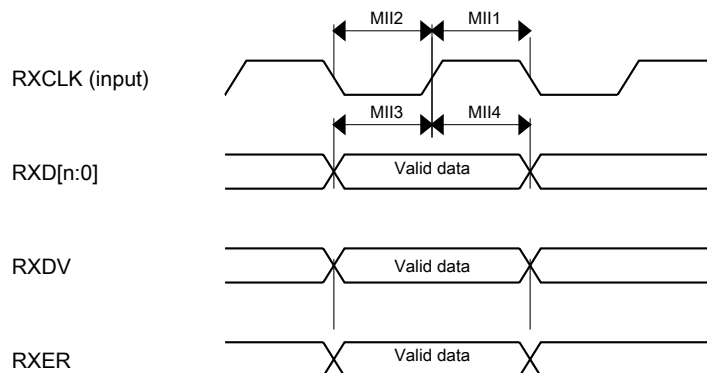 MII2 MII1
RXCLK (input)
MII3 MII4
RXD[n:0] Valid data
RXDV Valid data
RXER Valid data